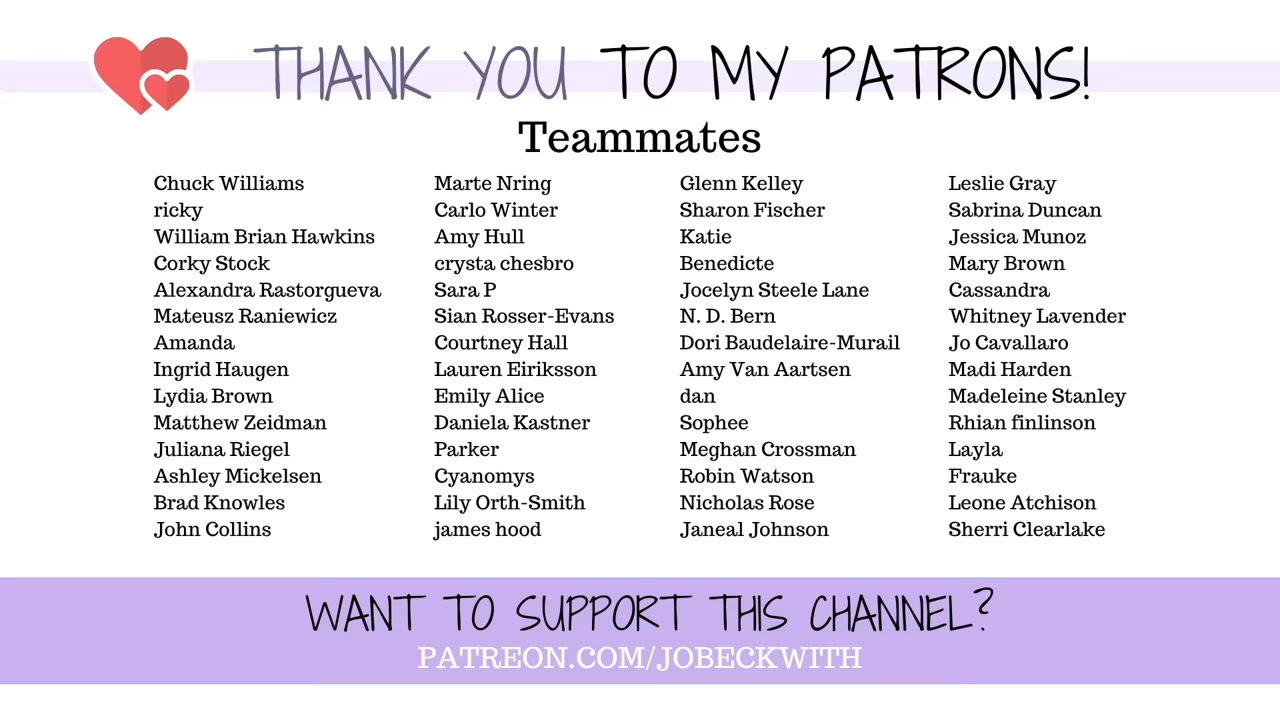 THANK YOU TO MY PATRONS!
Teammates
Chuck Williams
ricky
William Brian Hawkins
Corky Stock
Alexandra Rastorgueva
Mateusz Raniewicz
Amanda
Ingrid Haugen
Lydia Brown
Matthew Zeidman
Juliana Riegel
Ashley Mickelsen
Brad Knowles
John Collins
Marte Nring
Carlo Winter
Amy Hull
crysta chesbro
Sara P
Sian Rosser-Evans
Courtney Hall
Lauren Eiriksson
Emily Alice
Daniela Kastner
Parker
Cyanomys
Lily Orth-Smith
james hood
Glenn Kelley
Sharon Fischer
Katie
Benedicte
Jocelyn Steele Lane
N. D. Bern
Dori Baudelaire-Murail
Amy Van Aartsen
dan
Sophee
Meghan Crossman
Robin Watson
Nicholas Rose
Janeal Johnson
Leslie Gray
Sabrina Duncan
Jessica Munoz
Mary Brown
Cassandra
Whitney Lavender
Jo Cavallaro
Madi Harden
Madeleine Stanley
Rhian finlinson
Layla
Frauke
Leone Atchison
Sherri Clearlake
WANT TO SUPPORT THIS CHANNEL?
PATREON.COM/JOBECKWITH